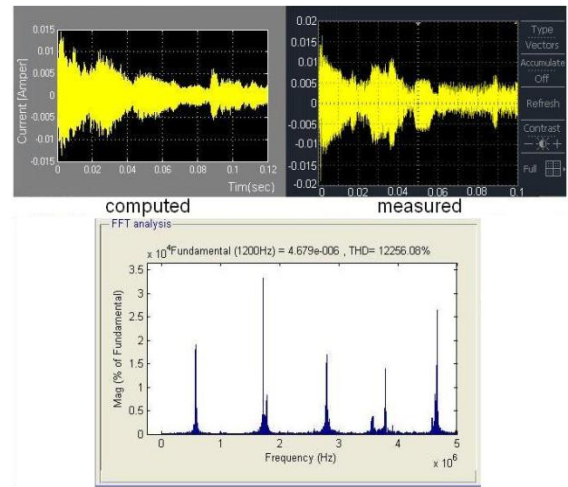 0.015
0.01
0.005
0
-0.005
-0.01
-0.015
Current [Amper]
0 0.02 0.04 0.06 0.08 0.1 0.12
Tim(sec)
0.02
0.015
0.01
0.005
0
-0.005
-0.01
-0.015
-0.02
0 0.02 0.04 0.06 0.08 0.1
Type
Vectors
Accumulate
Off
Refresh
Contrast
Full
computed
measured
FFT analysis
x 10^4 Fundamental (1200Hz) = 4.679e-006 , THD= 12256.08%
3.5
3
2.5
2
1.5
1
0.5
0
Mag (% of Fundamental)
0 1 2 3 4 5
Frequency (Hz)
x 10^6